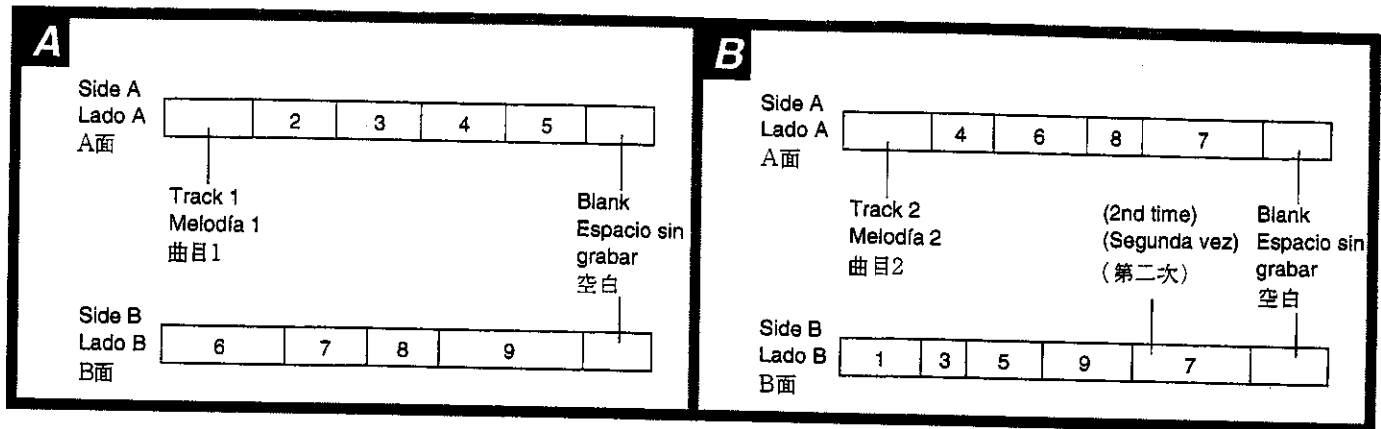 A
Side A
Lado A
A面
2 3 4 5
Track 1
Melodía 1
曲目1
Blank
Espacio sin
grabar
空白
Side B
Lado B
B面
6 7 8 9
B
Side A
Lado A
A面
4 6 8 7
Track 2
Melodía 2
曲目2
(2nd time)
(Segunda vez)
(第二次)
Blank
Espacio sin
grabar
空白
Side B
Lado B
B面
1 3 5 9 7